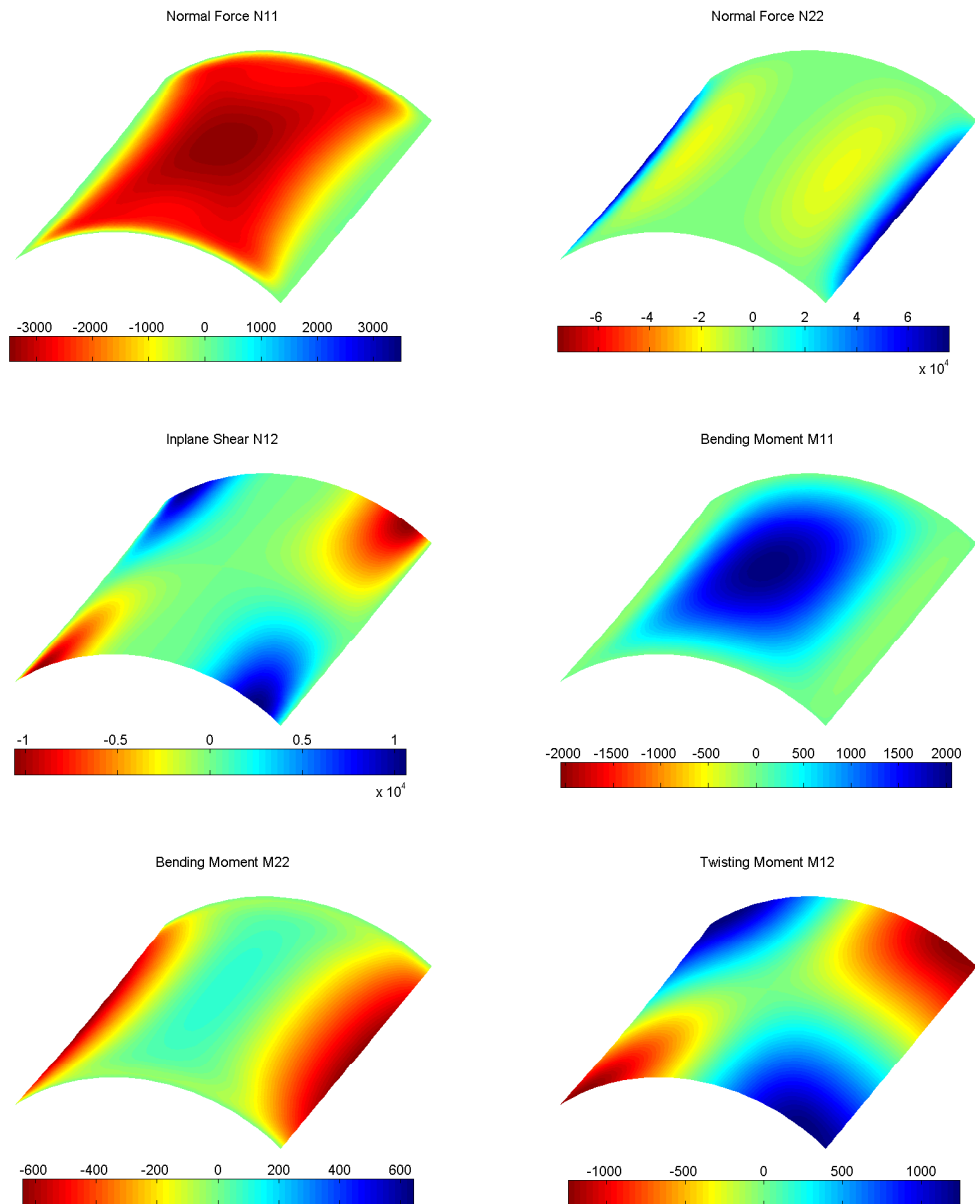 Normal Force N11
Normal Force N22
-3000 -2000 -1000 0 1000 2000 3000
-6 -4 -2 0 2 4 6
x 10^4
Inplane Shear N12
Bending Moment M11
-1 -0.5 0 0.5 1
x 10^4
-2000 -1500 -1000 -500 0 500 1000 1500 2000
Bending Moment M22
Twisting Moment M12
-600 -400 -200 0 200 400 600
-1000 -500 0 500 1000